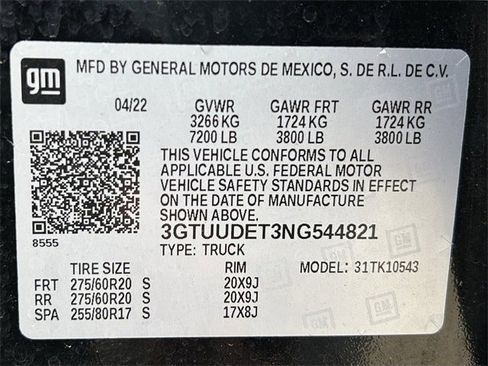 gm MFD BY GENERAL MOTORS DE MEXICO, S. DE R.L. DE C.V.
04/22 GVWR GAWR FRT GAWR RR
3266 KG 1724 KG 1724 KG
7200 LB 3800 LB 3800 LB
THIS VEHICLE CONFORMS TO ALL
APPLICABLE U.S. FEDERAL MOTOR
VEHICLE SAFETY STANDARDS IN EFFECT
ON THE DATE OF MANUFACTURE
SHOWN ABOVE.
8555 3GTUUDET3NG544821
TYPE: TRUCK
TIRE SIZE RIM MODEL: 31TK10543
FRT 275/60R20 S 20X9J
RR 275/60R20 S 20X9J
SPA 255/80R17 S 17X8J